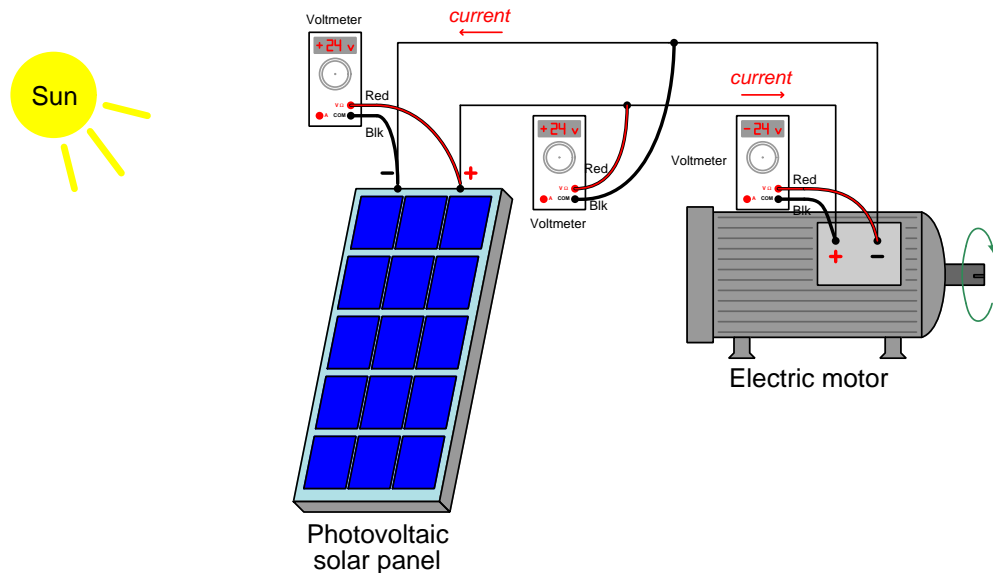 Voltmeter
current
+24 v
Sun
Red
V Ω
A COM
Blk
current
+24 v
-24 v
Voltmeter
Red
V Ω
A COM
Blk
Voltmeter
Red
V Ω
A COM
Blk
- +
+ -
Electric motor
Photovoltaic
solar panel